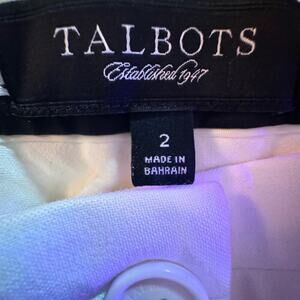 TALBOTS
Established 1947
2
MADE IN
BAHRAIN